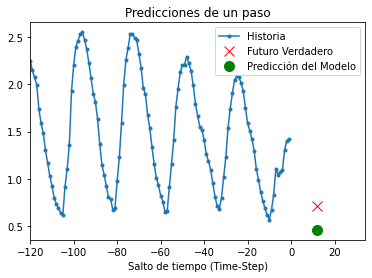 Predicciones de un paso
Historia
Futuro Verdadero
Predicción del Modelo
2.5
2.0
1.5
1.0
0.5
−120 −100 −80 −60 −40 −20 0 20
Salto de tiempo (Time-Step)